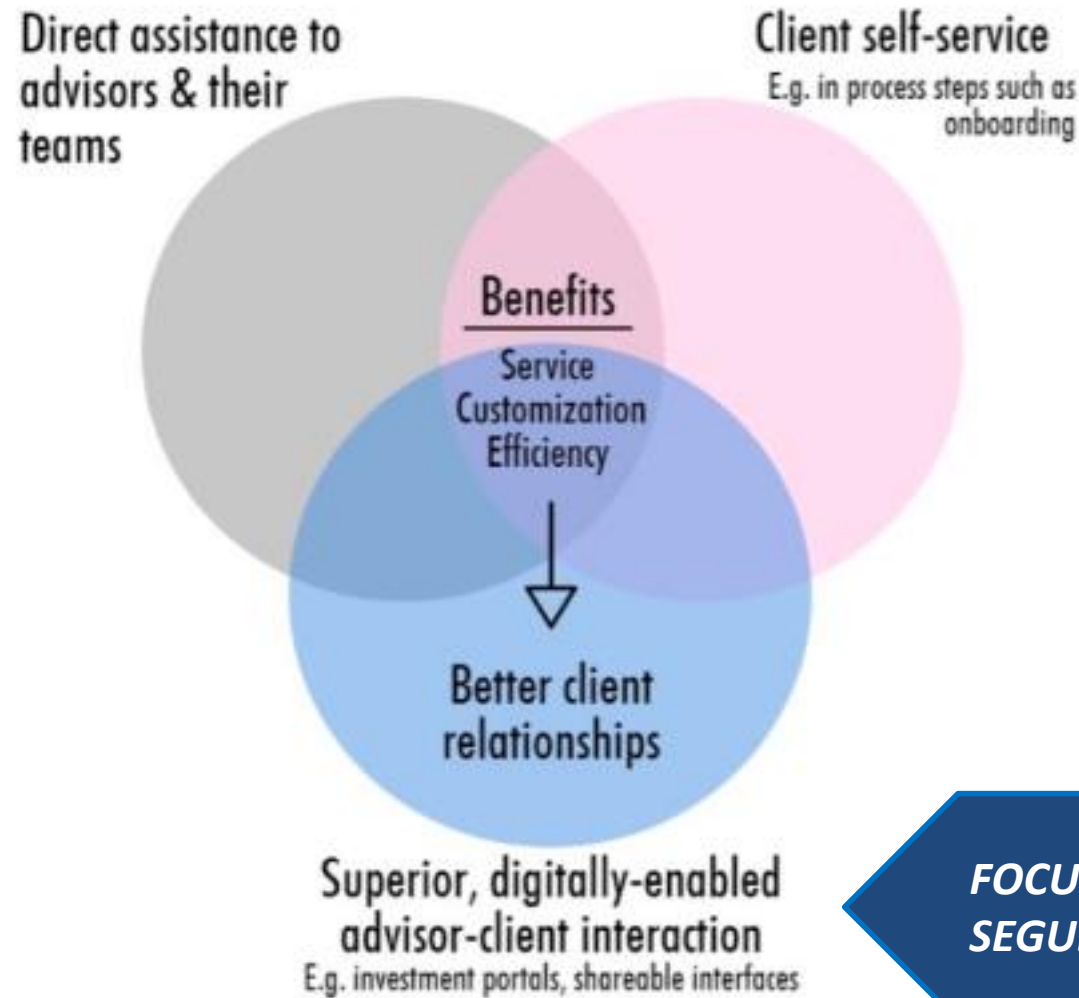 Direct assistance to
advisors & their
teams
Client self-service
E.g. in process steps such as
onboarding
Benefits
Service
Customization
Efficiency
Better client
relationships
Superior, digitally-enabled
advisor-client interaction
E.g. investment portals, shareable interfaces